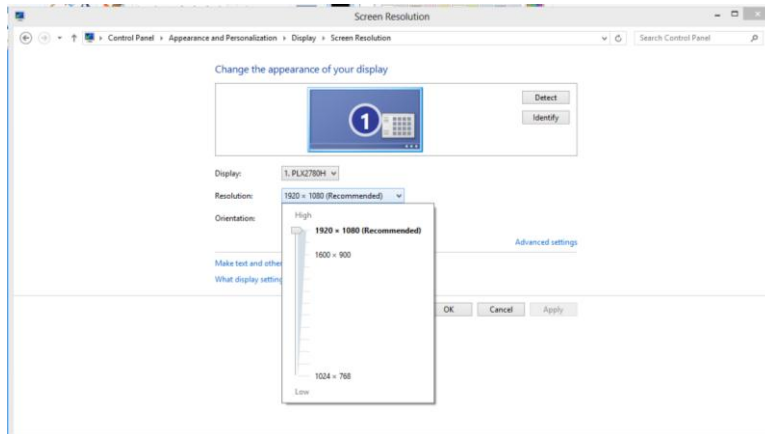 Screen Resolution
Control Panel › Appearance and Personalization › Display › Screen Resolution
Search Control Panel
Change the appearance of your display
1
Detect
Identify
Display: 1. PLX2780H
Resolution: 1920 × 1080 (Recommended)
Orientation:
High
1920 × 1080 (Recommended)
1600 × 900
Advanced settings
Make text and other
What display setting
OK Cancel Apply
1024 × 768
Low